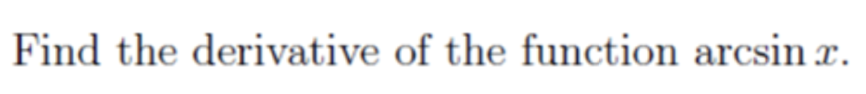 Find the derivative of the function arcsin x.